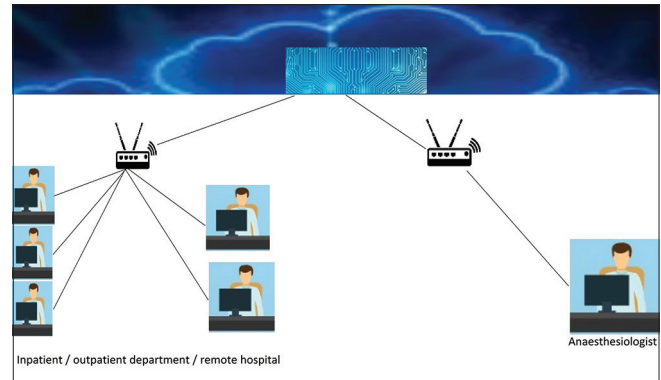 Anaesthesiologist
Inpatient / outpatient department / remote hospital